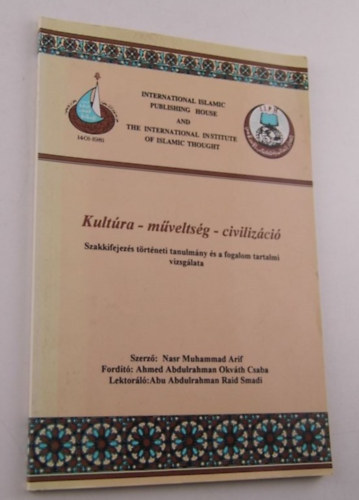 INTERNATIONAL ISLAMIC
PUBLISHING HOUSE
AND
THE INTERNATIONAL INSTITUTE
OF ISLAMIC THOUGHT
Kultúra - műveltség - civilizáció
Szakkifejezés történeti tanulmány és a fogalom tartalmi
vizsgálata
Szerző: Nasr Muhammad Arif
Fordító: Ahmed Abdulrahman Okváth Csaba
Lektoráló:Abu Abdulrahman Raid Smadi